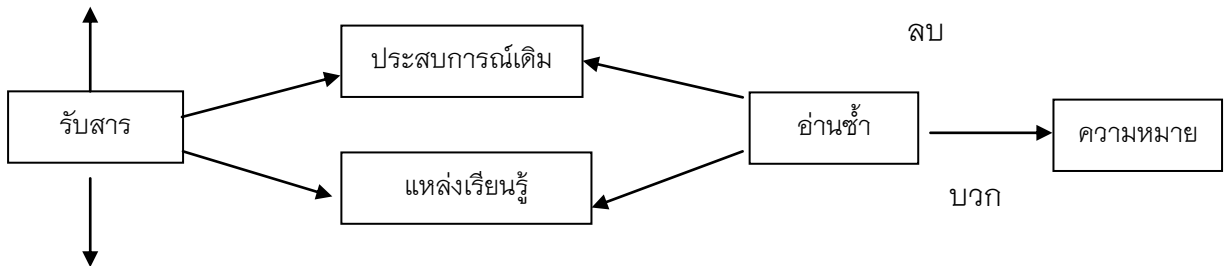 ลบ
ประสบการณ์เดิม
รับสาร
อ่านซ้ำ
ความหมาย
แหล่งเรียนรู้
บวก